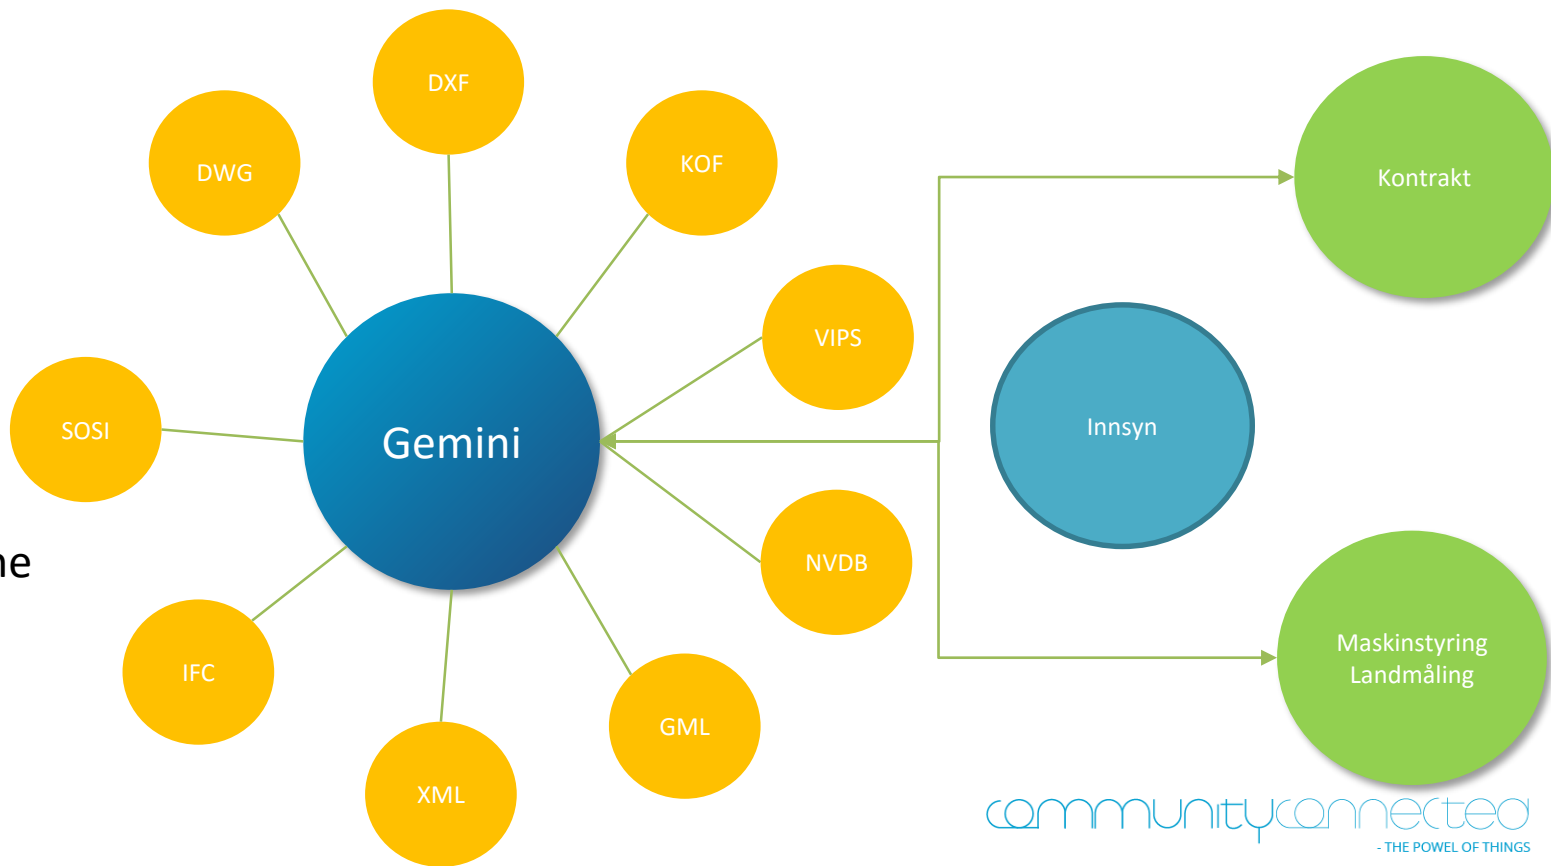 DXF
DWG
KOF
Kontrakt
VIPS
Innsyn
SOSI
Gemini
NVDB
ne
IFC
GML
XML
Maskinstyring
Landmåling
communityconnected
- THE POWEL OF THINGS